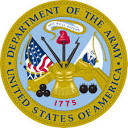 DEPARTMENT OF THE ARMY
1775
UNITED STATES OF AMERICA